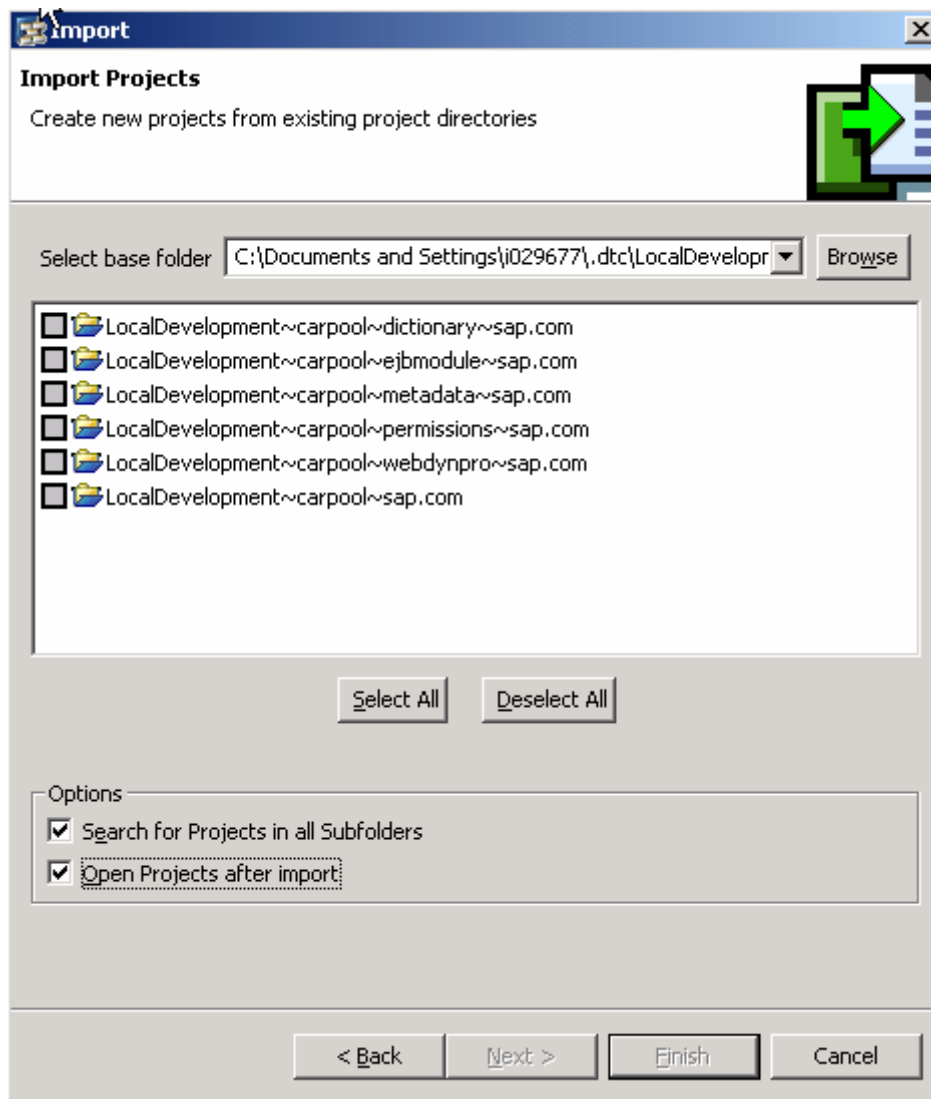 Import
Import Projects
Create new projects from existing project directories
Select base folder C:\Documents and Settings\i029677\.dtc\LocalDevelopr Browse
LocalDevelopment~carpool~dictionary~sap.com
LocalDevelopment~carpool~ejbmodule~sap.com
LocalDevelopment~carpool~metadata~sap.com
LocalDevelopment~carpool~permissions~sap.com
LocalDevelopment~carpool~webdynpro~sap.com
LocalDevelopment~carpool~sap.com
Select All Deselect All
Options
Search for Projects in all Subfolders
Open Projects after import
< Back Next > Finish Cancel